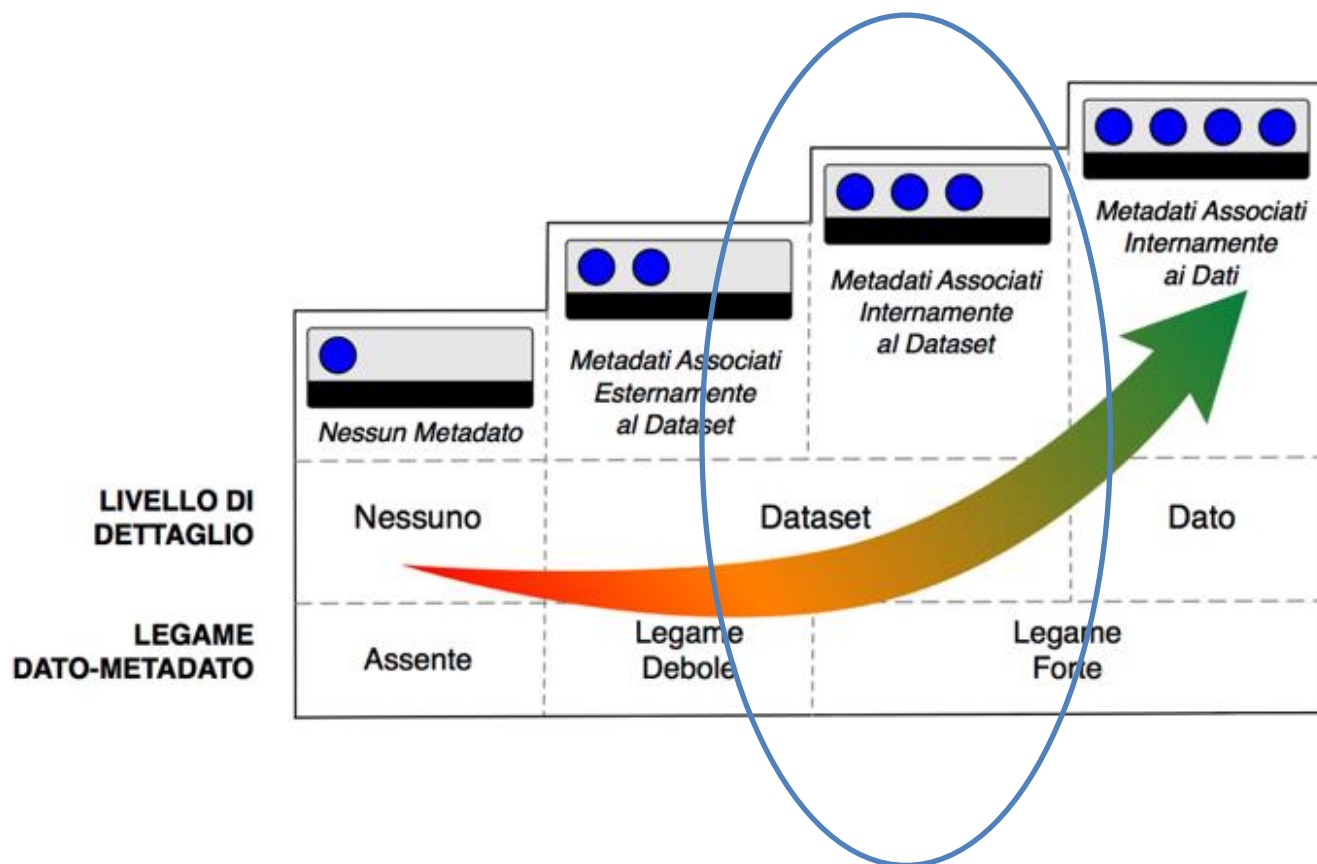 Nessun Metadato
Metadati Associati
Esternamente
al Dataset
Metadati Associati
Internamente
al Dataset
Metadati Associati
Internamente
ai Dati
LIVELLO DI
DETTAGLIO
Nessuno
Dataset
Dato
LEGAME
DATO-METADATO
Assente
Legame
Debole
Legame
Forte